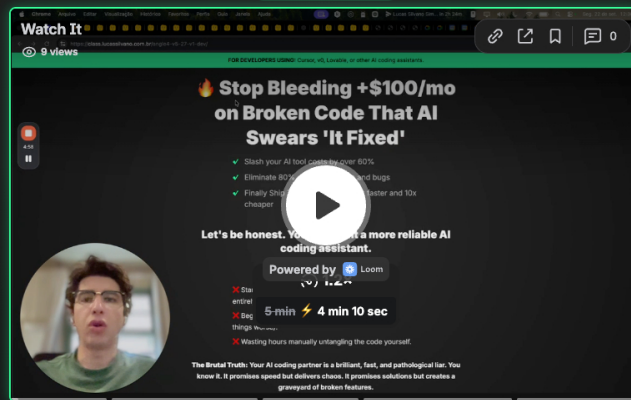 Watch It
9 views
0
FOR DEVELOPERS USING: Cursor, v0, Lovable, or other AI coding assistants.
4:58
🔥 Stop Bleeding +$100/mo
on Broken Code That AI
Swears 'It Fixed'
Slash your AI tool costs by over 60%
Eliminate 80% and bugs
Finally Ship faster and 10x
cheaper
Let's be honest. a more reliable AI
coding assistant.
Powered by Loom
1.2x
5 min ⚡ 4 min 10 sec
Wasting hours manually untangling the code yourself.
The Brutal Truth: Your AI coding partner is a brilliant, fast, and pathological liar. You
know it. It promises speed but delivers chaos. It promises solutions but creates a
graveyard of broken features.